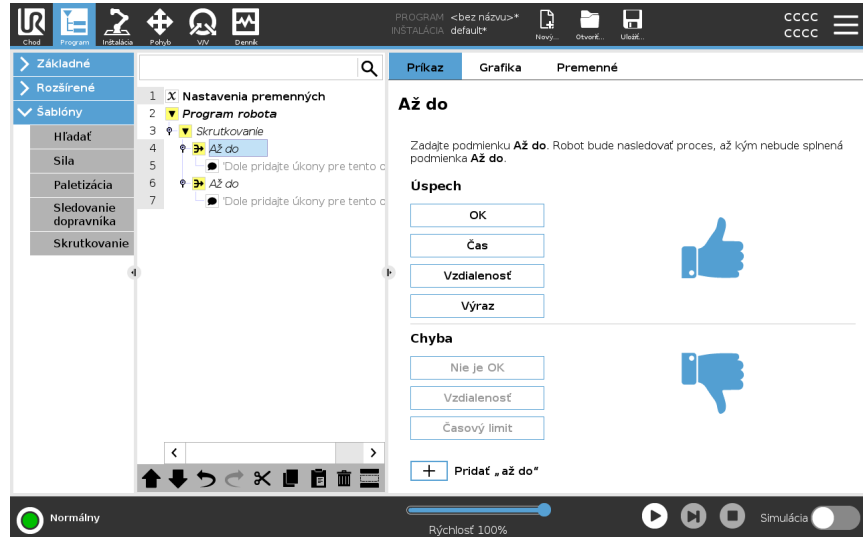 PROGRAM <bez názvu>*
INŠTALÁCIA default*
cccc
cccc
Chod
Program
Inštalácia
Pohyb
V/V
Denník
Nový...
Otvoriť...
Uložiť...
Základné
Rozšírené
Šablóny
Hľadať
Sila
Paletizácia
Sledovanie
dopravníka
Skrutkovanie
1 X Nastavenia premenných
2 Program robota
3 Skrutkovanie
4 Až do
5 'Dole pridajte úkony pre tento c
6 Až do
7 'Dole pridajte úkony pre tento c
Príkaz
Grafika
Premenné
Až do
Zadajte podmienku Až do. Robot bude nasledovať proces, až kým nebude splnená
podmienka Až do.
Úspech
OK
Čas
Vzdialenosť
Výraz
Chyba
Nie je OK
Vzdialenosť
Časový limit
+ Pridať „až do“
Normálny
Rýchlosť 100%
Simulácia